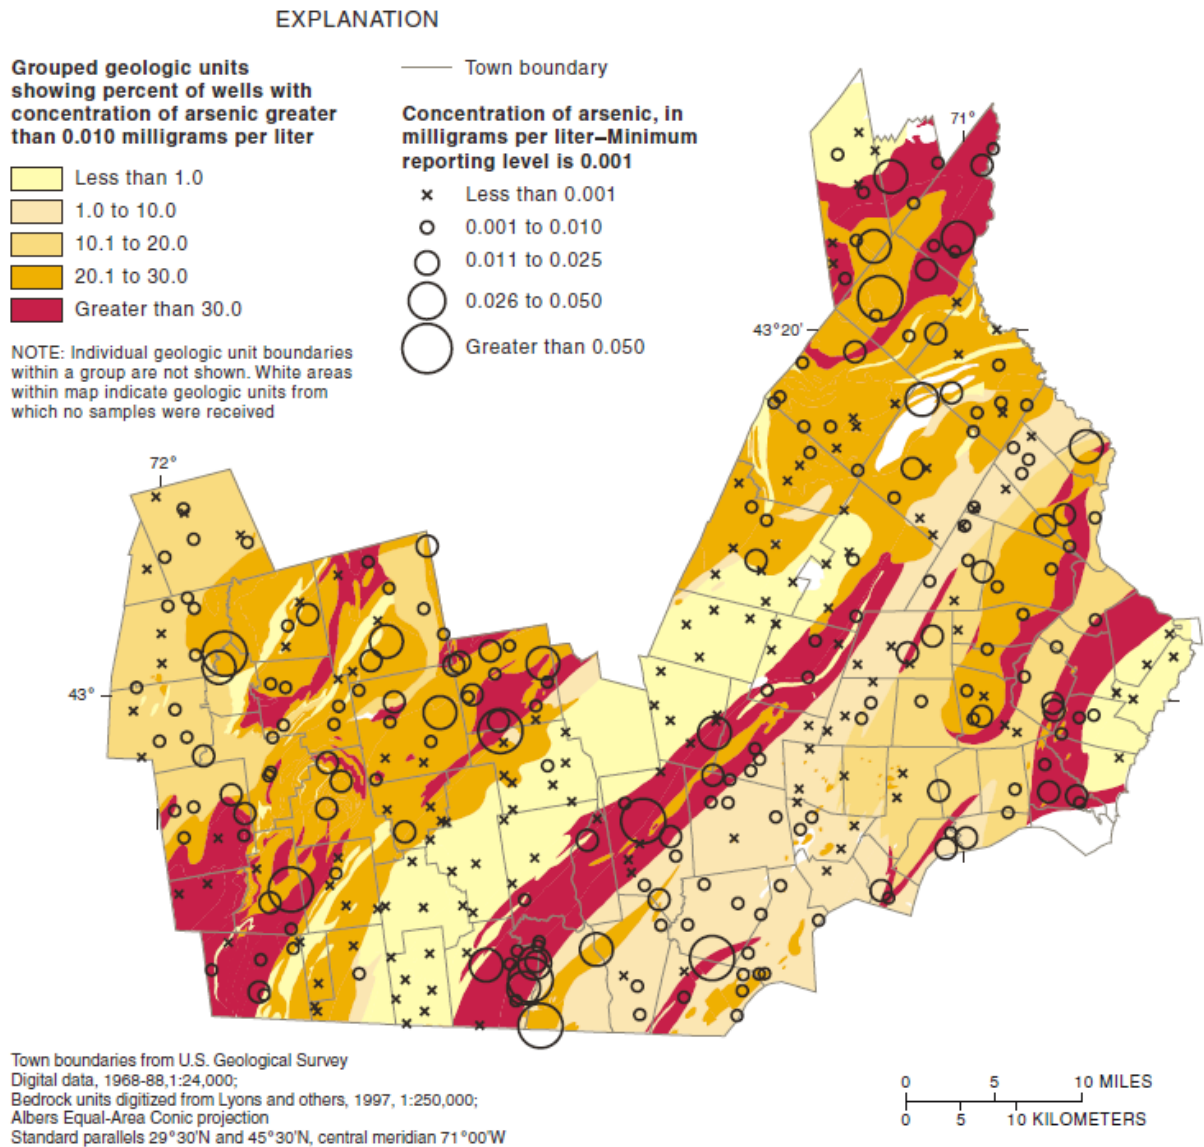 EXPLANATION
Grouped geologic units
showing percent of wells with
concentration of arsenic greater
than 0.010 milligrams per liter
Less than 1.0
1.0 to 10.0
10.1 to 20.0
20.1 to 30.0
Greater than 30.0
NOTE: Individual geologic unit boundaries
within a group are not shown. White areas
within map indicate geologic units from
which no samples were received
Town boundary
Concentration of arsenic, in
milligrams per liter–Minimum
reporting level is 0.001
Less than 0.001
0.001 to 0.010
0.011 to 0.025
0.026 to 0.050
Greater than 0.050
71°
43°20'
72°
43°
Town boundaries from U.S. Geological Survey
Digital data, 1968-88,1:24,000;
Bedrock units digitized from Lyons and others, 1997, 1:250,000;
Albers Equal-Area Conic projection
Standard parallels 29°30'N and 45°30'N, central meridian 71°00'W
0 5 10 MILES
0 5 10 KILOMETERS